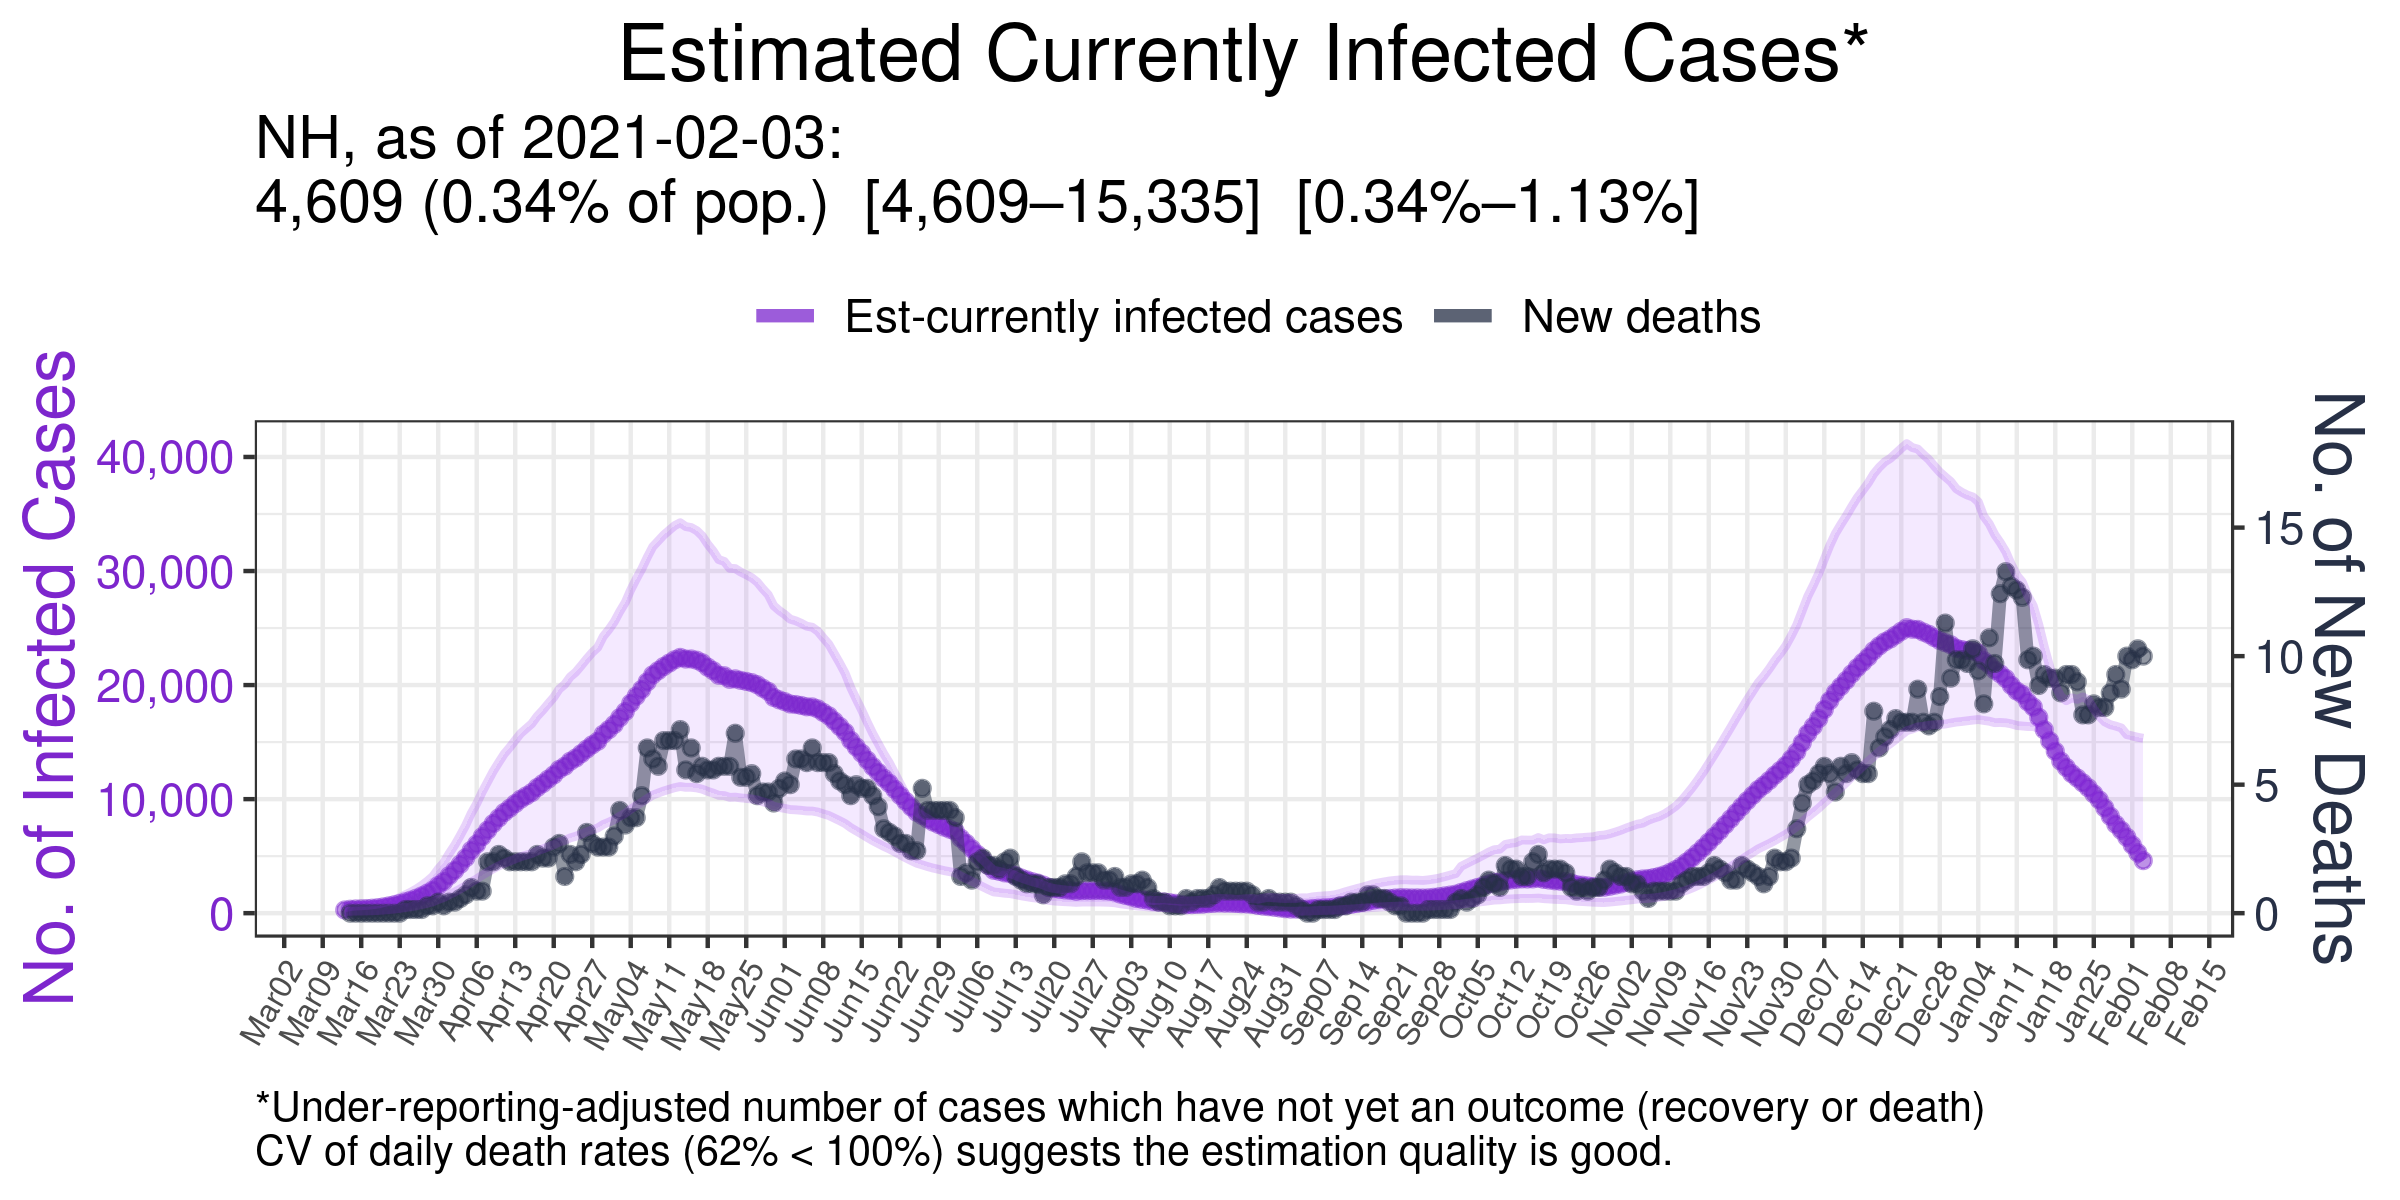 Estimated Currently Infected Cases*
NH, as of 2021-02-03:
4,609 (0.34% of pop.) [4,609–15,335] [0.34%–1.13%]
Est-currently infected cases New deaths
No. of Infected Cases
40,000
30,000
20,000
10,000
0
15
10
5
0
No. of New Deaths
Mar02 Mar09 Mar16 Mar23 Mar30 Apr06 Apr13 Apr20 Apr27 May04 May11 May18 May25 Jun01 Jun08 Jun15 Jun22 Jun29 Jul06 Jul13 Jul20 Jul27 Aug03 Aug10 Aug17 Aug24 Aug31 Sep07 Sep14 Sep21 Sep28 Oct05 Oct12 Oct19 Oct26 Nov02 Nov09 Nov16 Nov23 Nov30 Dec07 Dec14 Dec21 Dec28 Jan04 Jan11 Jan18 Jan25 Feb01 Feb08 Feb15
*Under-reporting-adjusted number of cases which have not yet an outcome (recovery or death)
CV of daily death rates (62% < 100%) suggests the estimation quality is good.